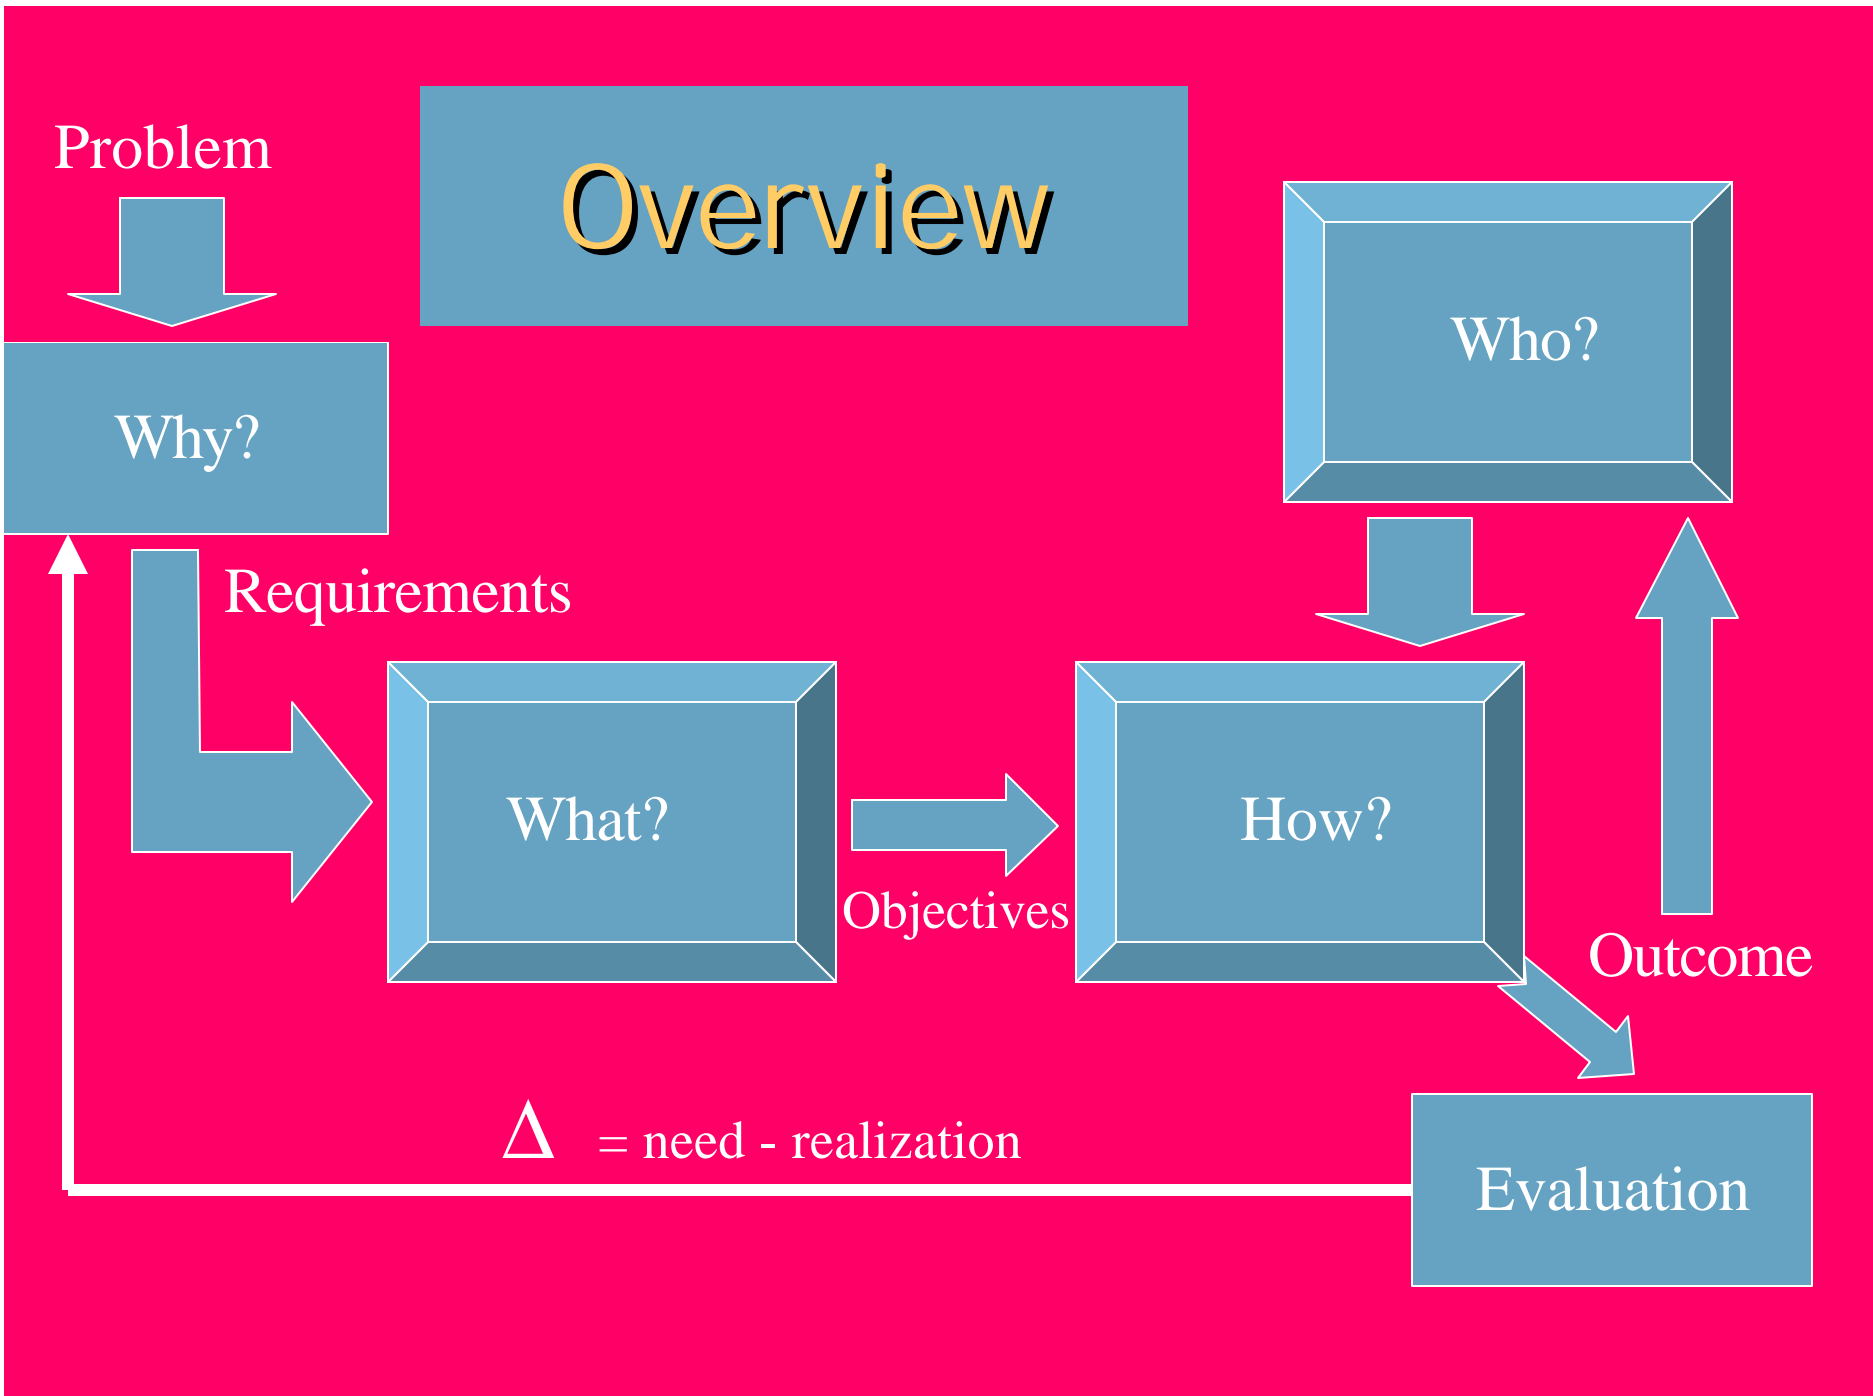 Overview
Problem
Why?
Requirements
What?
Objectives
How?
Who?
Outcome
Δ = need - realization
Evaluation